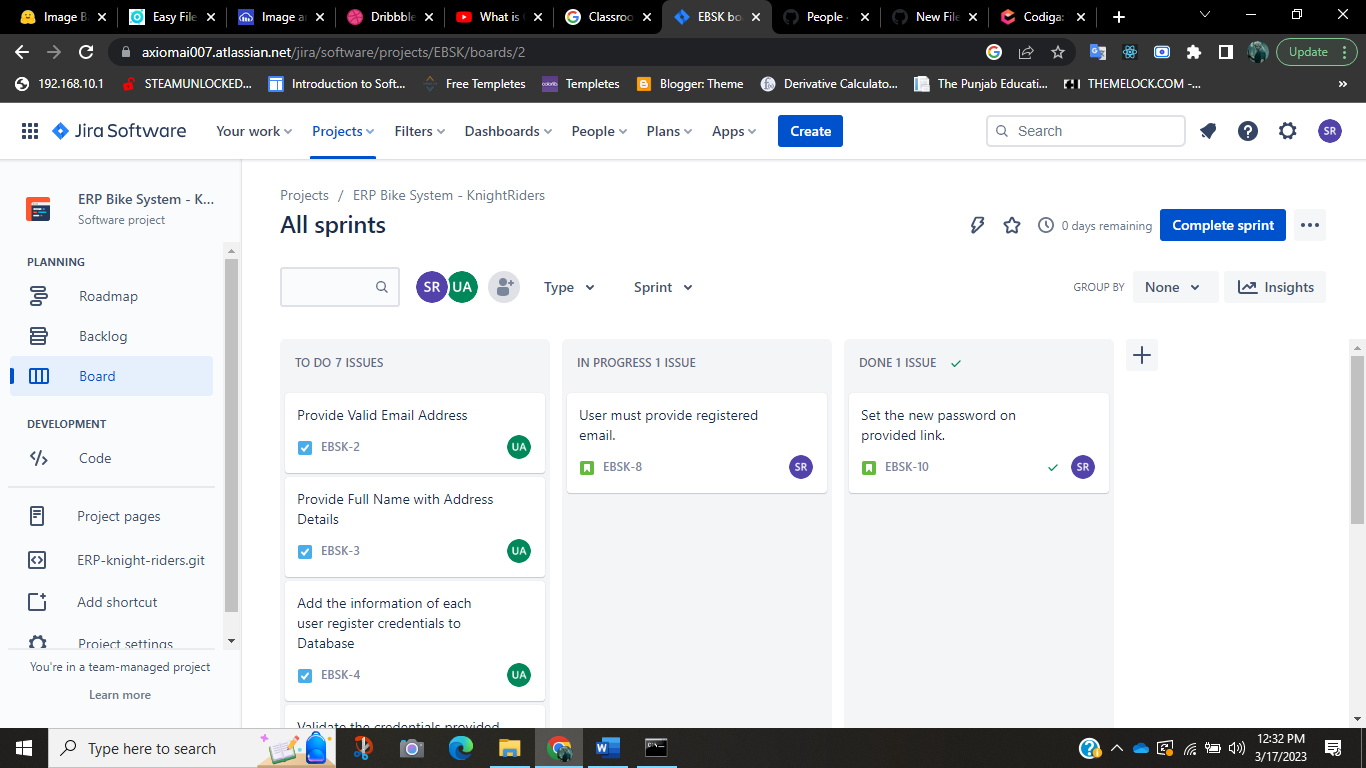 Image B
Easy File
Image a
Dribbble
What is
Classroo
EBSK bo
People
New File
Codiga:
axiomai007.atlassian.net/jira/software/projects/EBSK/boards/2
Update
192.168.10.1
STEAMUNLOCKED...
Introduction to Soft...
Free Templetes
Templetes
Blogger: Theme
Derivative Calculato...
The Punjab Educati...
THEMELOCK.COM -...
»
Jira Software
Your work
Projects
Filters
Dashboards
People
Plans
Apps
Create
Search
SR
ERP Bike System - K...
Software project
PLANNING
Roadmap
Backlog
Board
DEVELOPMENT
Code
Project pages
ERP-knight-riders.git
Add shortcut
Project settings
You're in a team-managed project
Learn more
Projects / ERP Bike System - KnightRiders
All sprints
0 days remaining
Complete sprint
SR
UA
Type
Sprint
GROUP BY
None
Insights
TO DO 7 ISSUES
Provide Valid Email Address
EBSK-2
UA
Provide Full Name with Address
Details
EBSK-3
UA
Add the information of each
user register credentials to
Database
EBSK-4
UA
Validate the credentials provided
IN PROGRESS 1 ISSUE
User must provide registered
email.
EBSK-8
SR
DONE 1 ISSUE
Set the new password on
provided link.
EBSK-10
SR
Type here to search
12:32 PM
3/17/2023